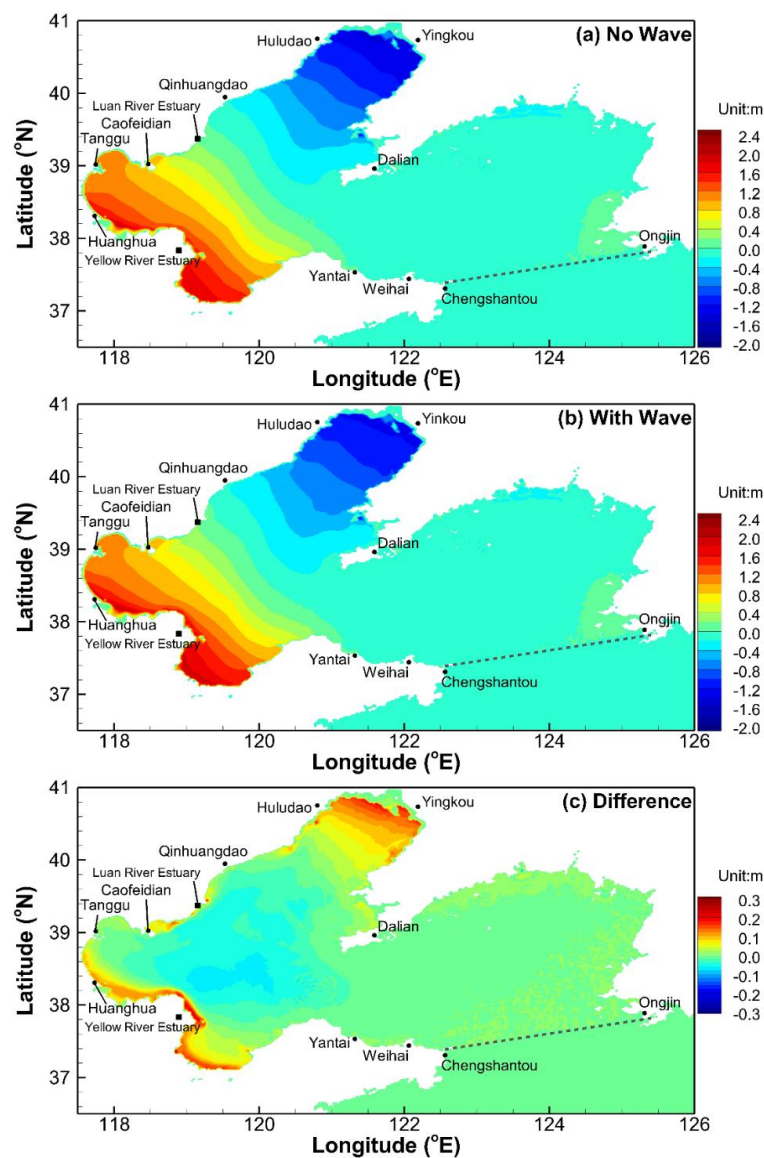 41
(a) No Wave
Huludao
Yingkou
40
Qinhuangdao
Luan River Estuary
Caofeidian
Tanggu
39
Dalian
38
Huanghua
Yellow River Estuary
Ongjin
Yantai
Weihai
Chengshantou
37
Latitude (°N)
118 120 122 124 126
Longitude (°E)
Unit:m
2.4
2.0
1.6
1.2
0.8
0.4
0.0
-0.4
-0.8
-1.2
-1.6
-2.0
41
(b) With Wave
Huludao
Yinkou
40
Qinhuangdao
Luan River Estuary
Caofeidian
Tanggu
39
Dalian
38
Huanghua
Yellow River Estuary
Ongjin
Yantai
Weihai
Chengshantou
37
Latitude (°N)
118 120 122 124 126
Longitude (°E)
Unit:m
2.4
2.0
1.6
1.2
0.8
0.4
0.0
-0.4
-0.8
-1.2
-1.6
-2.0
41
(c) Difference
Huludao
Yingkou
40
Qinhuangdao
Luan River Estuary
Caofeidian
Tanggu
39
Dalian
38
Huanghua
Yellow River Estuary
Ongjin
Yantai
Weihai
Chengshantou
37
Latitude (°N)
118 120 122 124 126
Longitude (°E)
Unit:m
0.3
0.2
0.1
0.0
-0.1
-0.2
-0.3